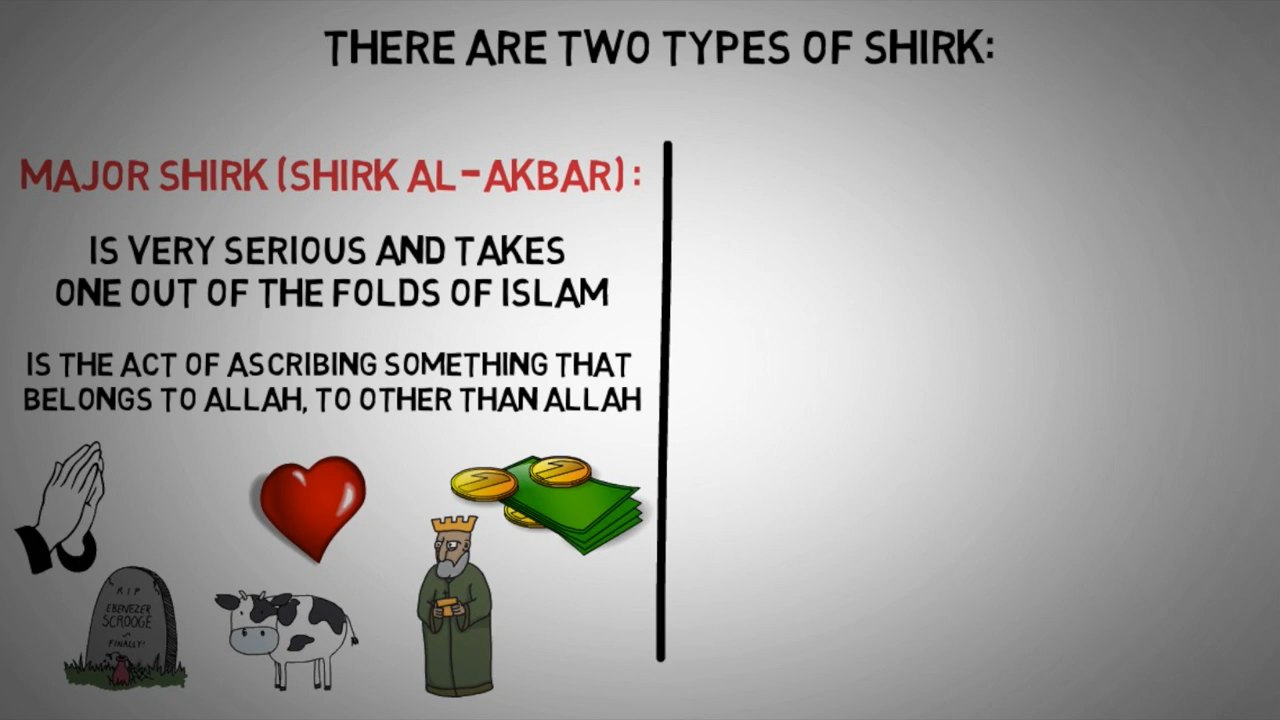 THERE ARE TWO TYPES OF SHIRK:
MAJOR SHIRK (SHIRK AL-AKBAR):
IS VERY SERIOUS AND TAKES
ONE OUT OF THE FOLDS OF ISLAM
IS THE ACT OF ASCRIBING SOMETHING THAT
BELONGS TO ALLAH, TO OTHER THAN ALLAH
RIP
EBENEZER
SCROOGE
FINALLY!